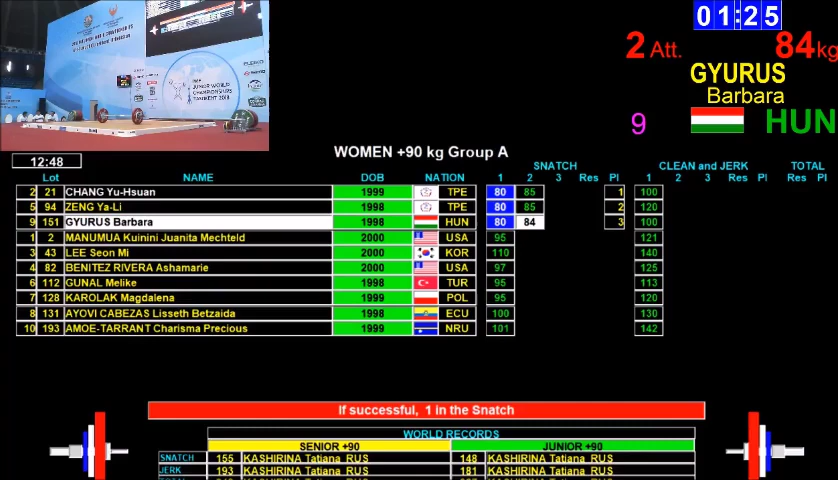 01:25
2 Att. 84kg
GYURUS
Barbara
9 HUN
JUNIOR WORLD
CHAMPIONSHIPS
TASHKENT 2018
12:48
WOMEN +90 kg Group A
SNATCH CLEAN and JERK TOTAL
Lot NAME DOB NATION 1 2 3 Res Pl 1 2 3 Res Pl Res Pl
2 21 CHANG Yu-Hsuan 1999 TPE 80 85 1 100
5 94 ZENG Ya-Li 1998 TPE 80 85 2 120
9 151 GYURUS Barbara 1998 HUN 80 84 3 100
1 2 MANUMUA Kuinini Juanita Mechteld 2000 USA 95 121
3 43 LEE Seon Mi 2000 KOR 110 140
4 82 BENITEZ RIVERA Ashamarie 2000 USA 97 125
6 112 GUNAL Melike 1998 TUR 95 113
7 128 KAROLAK Magdalena 1999 POL 95 120
8 131 AYOVI CABEZAS Lisseth Betzaida 1998 ECU 100 130
10 193 AMOE-TARRANT Charisma Precious 1999 NRU 101 142
If successful, 1 in the Snatch
WORLD RECORDS
SENIOR +90 JUNIOR +90
SNATCH 155 KASHIRINA Tatiana RUS 148 KASHIRINA Tatiana RUS
JERK 193 KASHIRINA Tatiana RUS 181 KASHIRINA Tatiana RUS